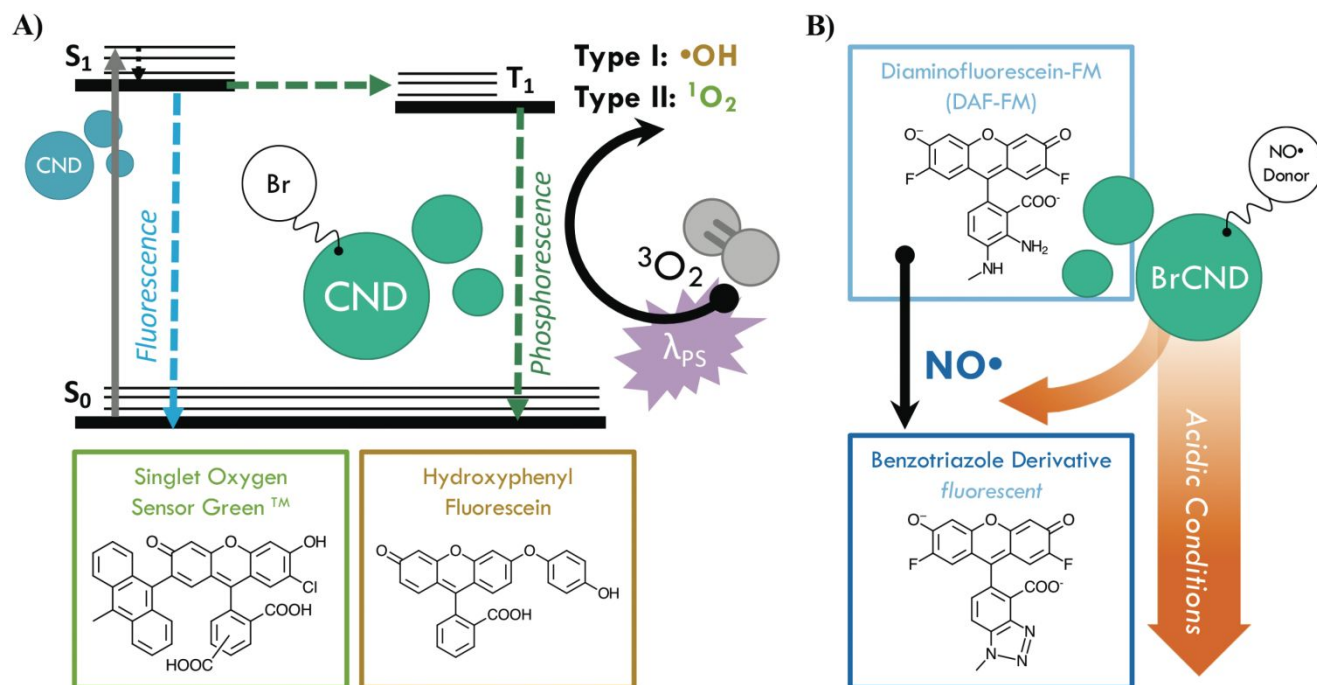 A)
S1
T1
Type I: •OH
Type II: ¹O₂
CND
Br
CND
Fluorescence
Phosphorescence
³O₂
λPS
S0
Singlet Oxygen
Sensor Green ™
O
O
OH
Cl
COOH
HOOC
Hydroxyphenyl
Fluorescein
O
O
O
OH
COOH
B)
Diaminofluorescein-FM
(DAF-FM)
O⁻
O
O
F
F
COO⁻
NH₂
NH
NO•
Donor
BrCND
NO•
Acidic Conditions
Benzotriazole Derivative
fluorescent
O⁻
O
O
F
F
COO⁻
N
N
N